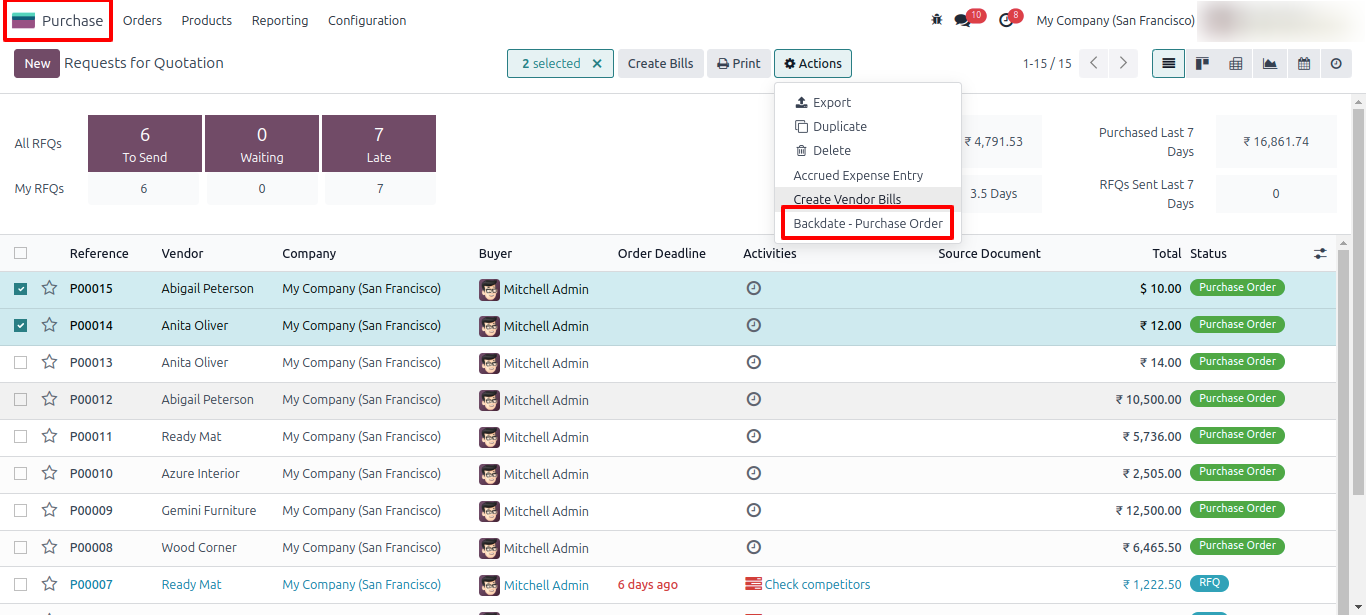 Purchase Orders Products Reporting Configuration 10 8 My Company (San Francisco)
New Requests for Quotation 2 selected × Create Bills Print Actions 1-15 / 15
Export
Duplicate
Delete
Accrued Expense Entry
Create Vendor Bills
Backdate - Purchase Order
All RFQs 6 To Send 0 Waiting 7 Late ₹ 4,791.53 Purchased Last 7 Days ₹ 16,861.74
My RFQs 6 0 7 3.5 Days RFQs Sent Last 7 Days 0
Reference Vendor Company Buyer Order Deadline Activities Source Document Total Status
P00015 Abigail Peterson My Company (San Francisco) Mitchell Admin $ 10.00 Purchase Order
P00014 Anita Oliver My Company (San Francisco) Mitchell Admin ₹ 12.00 Purchase Order
P00013 Anita Oliver My Company (San Francisco) Mitchell Admin ₹ 14.00 Purchase Order
P00012 Abigail Peterson My Company (San Francisco) Mitchell Admin ₹ 10,500.00 Purchase Order
P00011 Ready Mat My Company (San Francisco) Mitchell Admin ₹ 5,736.00 Purchase Order
P00010 Azure Interior My Company (San Francisco) Mitchell Admin ₹ 2,505.00 Purchase Order
P00009 Gemini Furniture My Company (San Francisco) Mitchell Admin ₹ 12,500.00 Purchase Order
P00008 Wood Corner My Company (San Francisco) Mitchell Admin ₹ 6,465.50 Purchase Order
P00007 Ready Mat My Company (San Francisco) Mitchell Admin 6 days ago Check competitors ₹ 1,222.50 RFQ